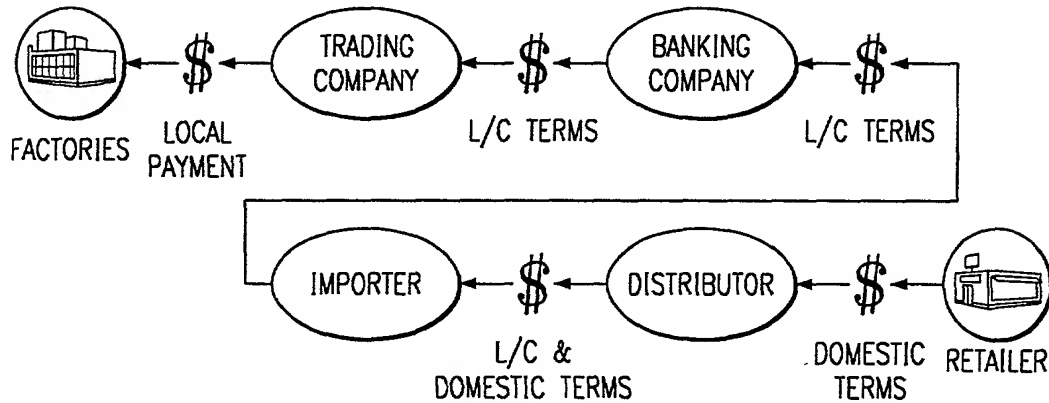 TRADING
COMPANY
BANKING
COMPANY
$
$
$
FACTORIES
LOCAL
PAYMENT
L/C TERMS
L/C TERMS
IMPORTER
$
DISTRIBUTOR
$
L/C &
DOMESTIC TERMS
DOMESTIC
TERMS
RETAILER